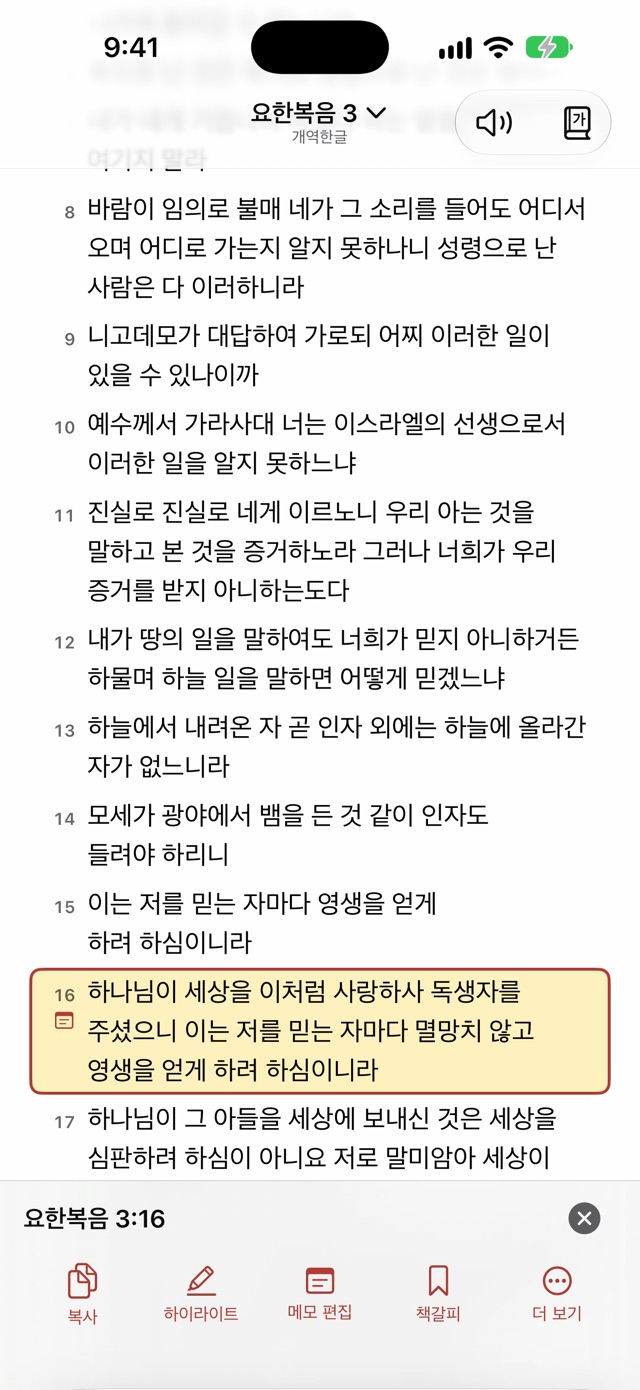 9:41
요한복음 3
개역한글
가
여기지 말라
8 바람이 임의로 불매 네가 그 소리를 들어도 어디서
오며 어디로 가는지 알지 못하나니 성령으로 난
사람은 다 이러하니라
9 니고데모가 대답하여 가로되 어찌 이러한 일이
있을 수 있나이까
10 예수께서 가라사대 너는 이스라엘의 선생으로서
이러한 일을 알지 못하느냐
11 진실로 진실로 네게 이르노니 우리 아는 것을
말하고 본 것을 증거하노라 그러나 너희가 우리
증거를 받지 아니하는도다
12 내가 땅의 일을 말하여도 너희가 믿지 아니하거든
하물며 하늘 일을 말하면 어떻게 믿겠느냐
13 하늘에서 내려온 자 곧 인자 외에는 하늘에 올라간
자가 없느니라
14 모세가 광야에서 뱀을 든 것 같이 인자도
들려야 하리니
15 이는 저를 믿는 자마다 영생을 얻게
하려 하심이니라
16 하나님이 세상을 이처럼 사랑하사 독생자를
주셨으니 이는 저를 믿는 자마다 멸망치 않고
영생을 얻게 하려 하심이니라
17 하나님이 그 아들을 세상에 보내신 것은 세상을
심판하려 하심이 아니요 저로 말미암아 세상이
요한복음 3:16
복사
하이라이트
메모 편집
책갈피
더 보기